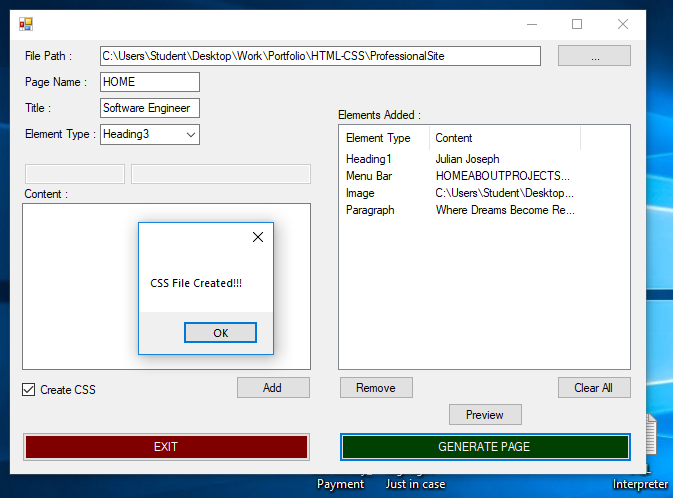 File Path : C:\Users\Student\Desktop\Work\Portfolio\HTML-CSS\ProfessionalSite ...
Page Name : HOME
Title : Software Engineer
Element Type : Heading3
Elements Added :
Element Type Content
Heading1 Julian Joseph
Menu Bar HOMEABOUTPROJECTS...
Image C:\Users\Student\Desktop...
Paragraph Where Dreams Become Re...
Content :
CSS File Created!!!
OK
Create CSS
Add
Remove
Clear All
Preview
EXIT
GENERATE PAGE
Payment
Just in case
Interpreter